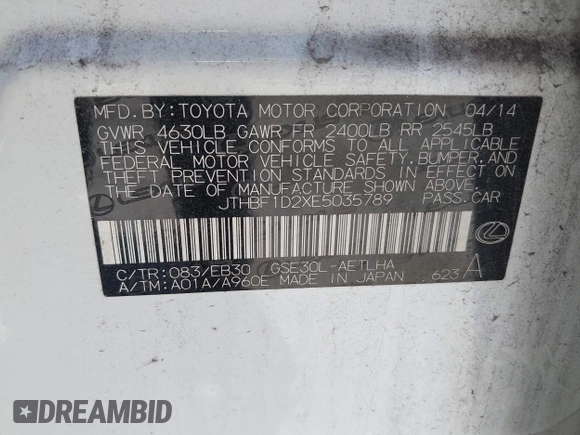 MFD. BY: TOYOTA MOTOR CORPORATION 04/14
GVWR 4630LB GAWR FR 2400LB RR 2545LB
THIS VEHICLE CONFORMS TO ALL APPLICABLE
FEDERAL MOTOR VEHICLE SAFETY, BUMPER, AND
THEFT PREVENTION STANDARDS IN EFFECT ON
THE DATE OF MANUFACTURE SHOWN ABOVE.
JTHBF1D2XE5035789 PASS. CAR
C/TR: 083/EB30 GSE30L-AETLHA
A/TM: A01A/A960E MADE IN JAPAN 623 A
DREAMBID